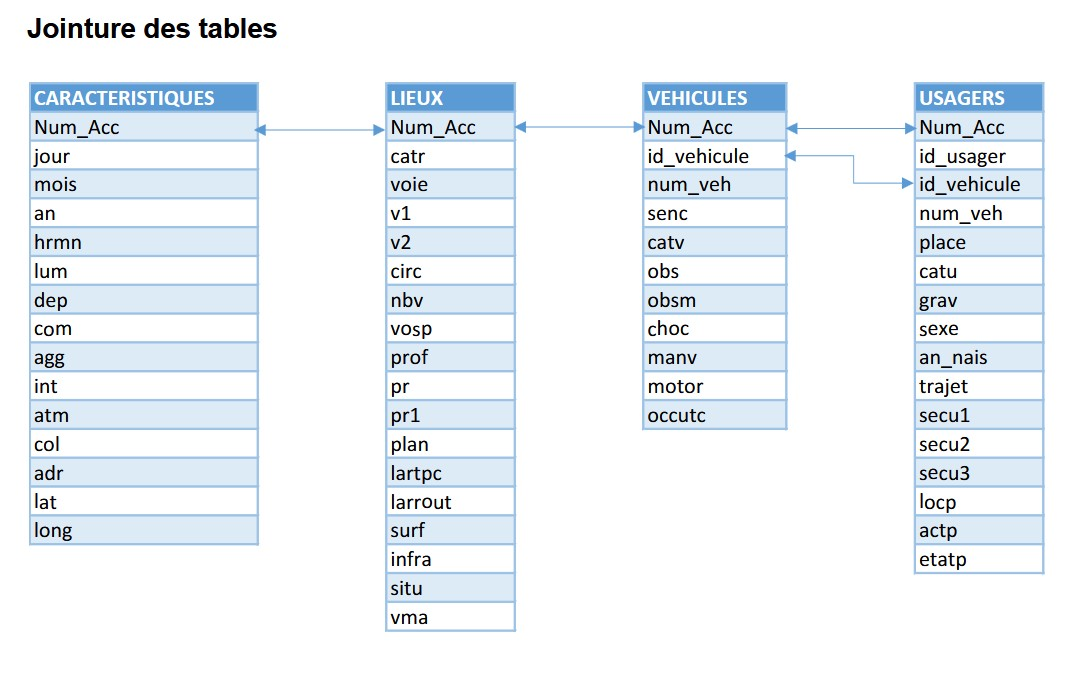 Jointure des tables
CARACTERISTIQUES
Num_Acc
jour
mois
an
hrmn
lum
dep
com
agg
int
atm
col
adr
lat
long
LIEUX
Num_Acc
catr
voie
v1
v2
circ
nbv
vosp
prof
pr
pr1
plan
lartpc
larrout
surf
infra
situ
vma
VEHICULES
Num_Acc
id_vehicule
num_veh
senc
catv
obs
obsm
choc
manv
motor
occutc
USAGERS
Num_Acc
id_usager
id_vehicule
num_veh
place
catu
grav
sexe
an_nais
trajet
secu1
secu2
secu3
locp
actp
etatp